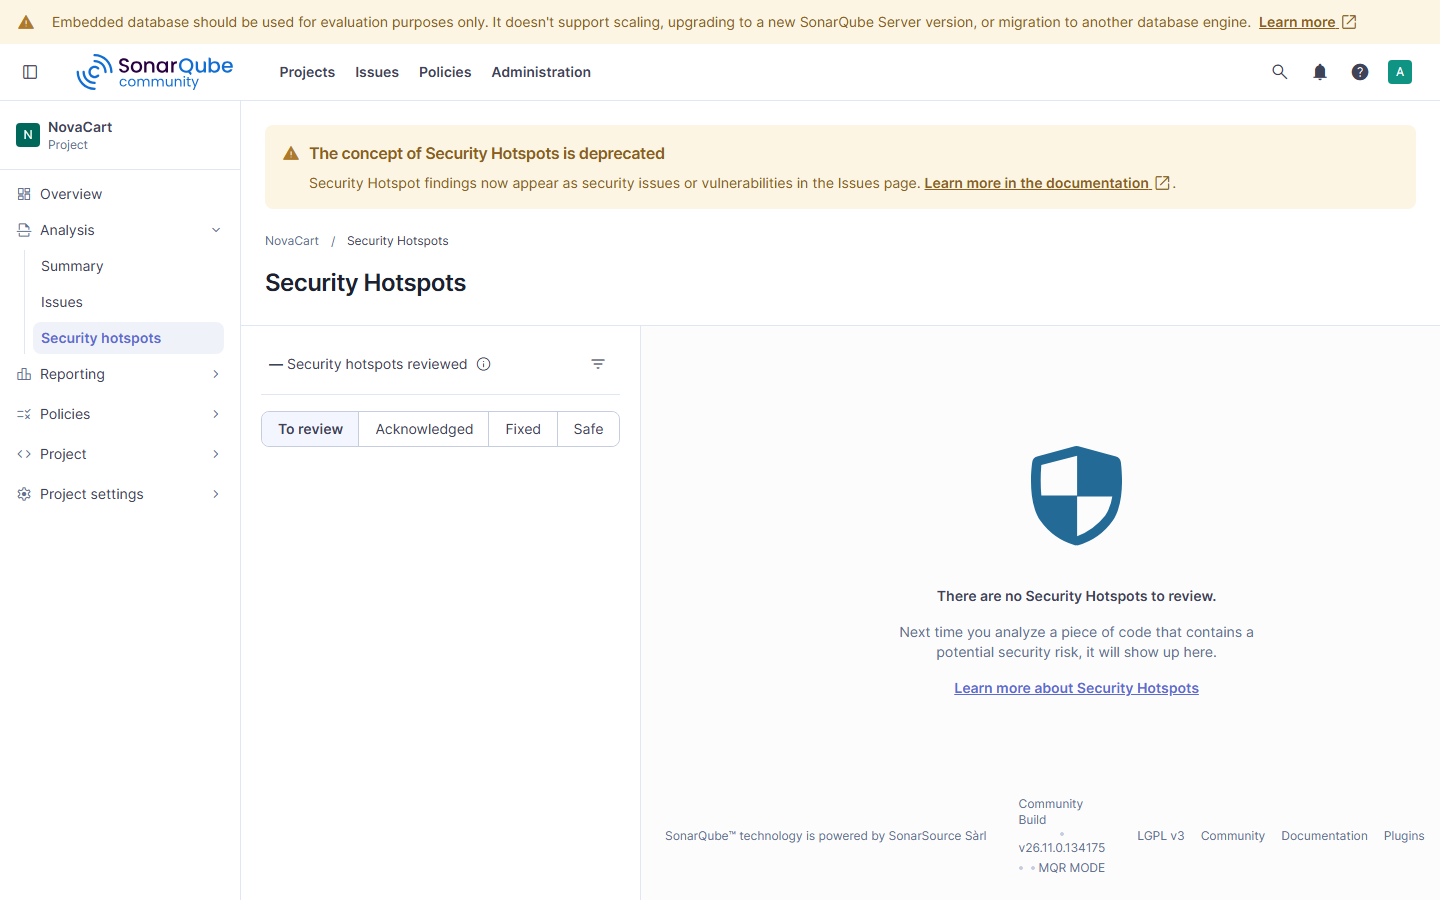 Embedded database should be used for evaluation purposes only. It doesn't support scaling, upgrading to a new SonarQube Server version, or migration to another database engine. Learn more
SonarQube community
Projects Issues Policies Administration
A
N NovaCart
Project
Overview
Analysis
Summary
Issues
Security hotspots
Reporting
Policies
Project
Project settings
The concept of Security Hotspots is deprecated
Security Hotspot findings now appear as security issues or vulnerabilities in the Issues page. Learn more in the documentation .
NovaCart / Security Hotspots
Security Hotspots
— Security hotspots reviewed
To review Acknowledged Fixed Safe
There are no Security Hotspots to review.
Next time you analyze a piece of code that contains a
potential security risk, it will show up here.
Learn more about Security Hotspots
SonarQube™ technology is powered by SonarSource Sàrl
Community
Build
•
v26.11.0.134175
• • MQR MODE
LGPL v3 Community Documentation Plugins